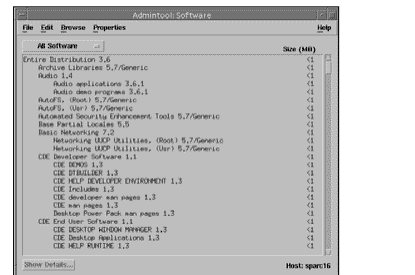 Admintool: Software
File Edit Browse Properties Help
All Software
Size (MB)
Entire Distribution 3.6 <1
Archive Libraries 5.7/Generic <1
Audio 1.4 <1
Audio applications 3.6.1 <1
Audio demo programs 3.6.1 <1
AutoFS, (Root) 5.7/Generic <1
AutoFS, (Usr) 5.7/Generic <1
Automated Security Enhancement Tools 5.7/Generic <1
Base Partial Locales 5.5 <1
Basic Networking 7.2 <1
Networking UUCP Utilities, (Root) 5.7/Generic <1
Networking UUCP Utilities, (Usr) 5.7/Generic <1
CDE Developer Software 1.1 <1
CDE DEMOS 1.3 <1
CDE DTBUILDER 1.3 <1
CDE HELP DEVELOPER ENVIRONMENT 1.3 <1
CDE Includes 1.3 <1
CDE developer man pages 1.3 <1
CDE man pages 1.3 <1
Desktop Power Pack man pages 1.3 <1
CDE End User Software 1.1 <1
CDE DESKTOP WINDOW MANAGER 1.3 <1
CDE Desktop Applications 1.3 <1
CDE HELP RUNTIME 1.3 <1
Show Details... Host: sparc16